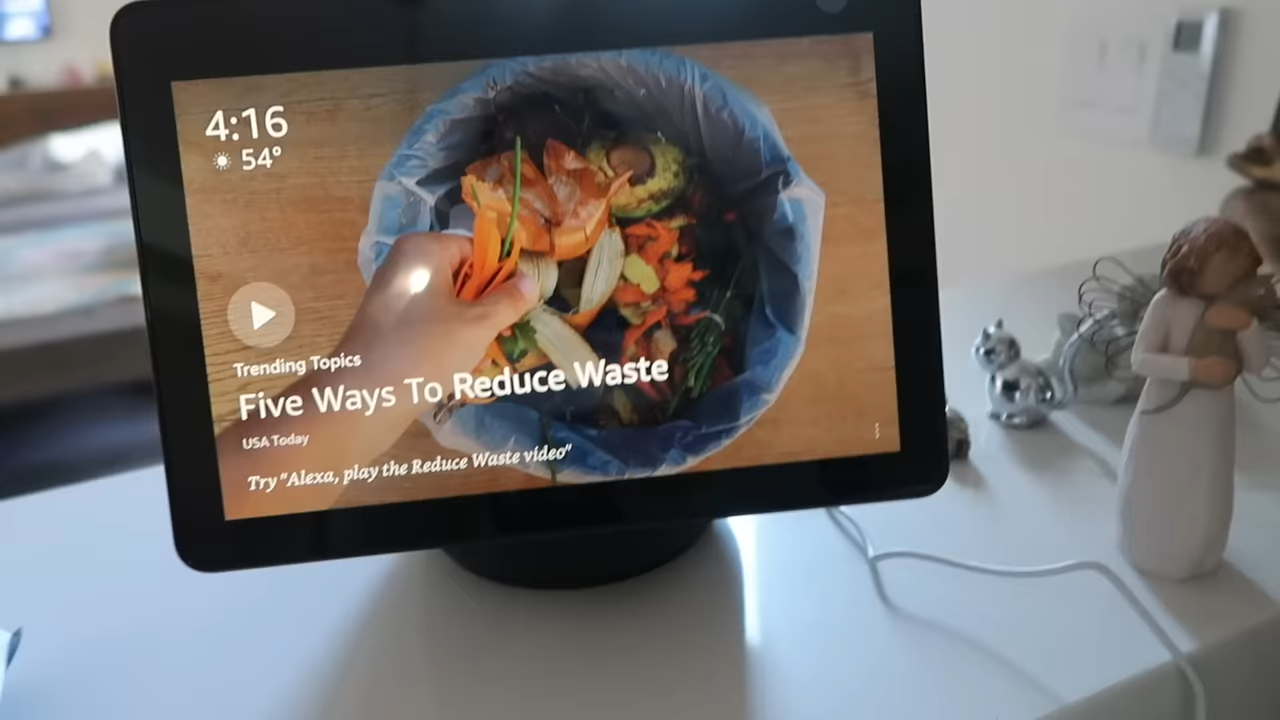 4:16
54°
Trending Topics
Five Ways To Reduce Waste
USA Today
Try "Alexa, play the Reduce Waste video"